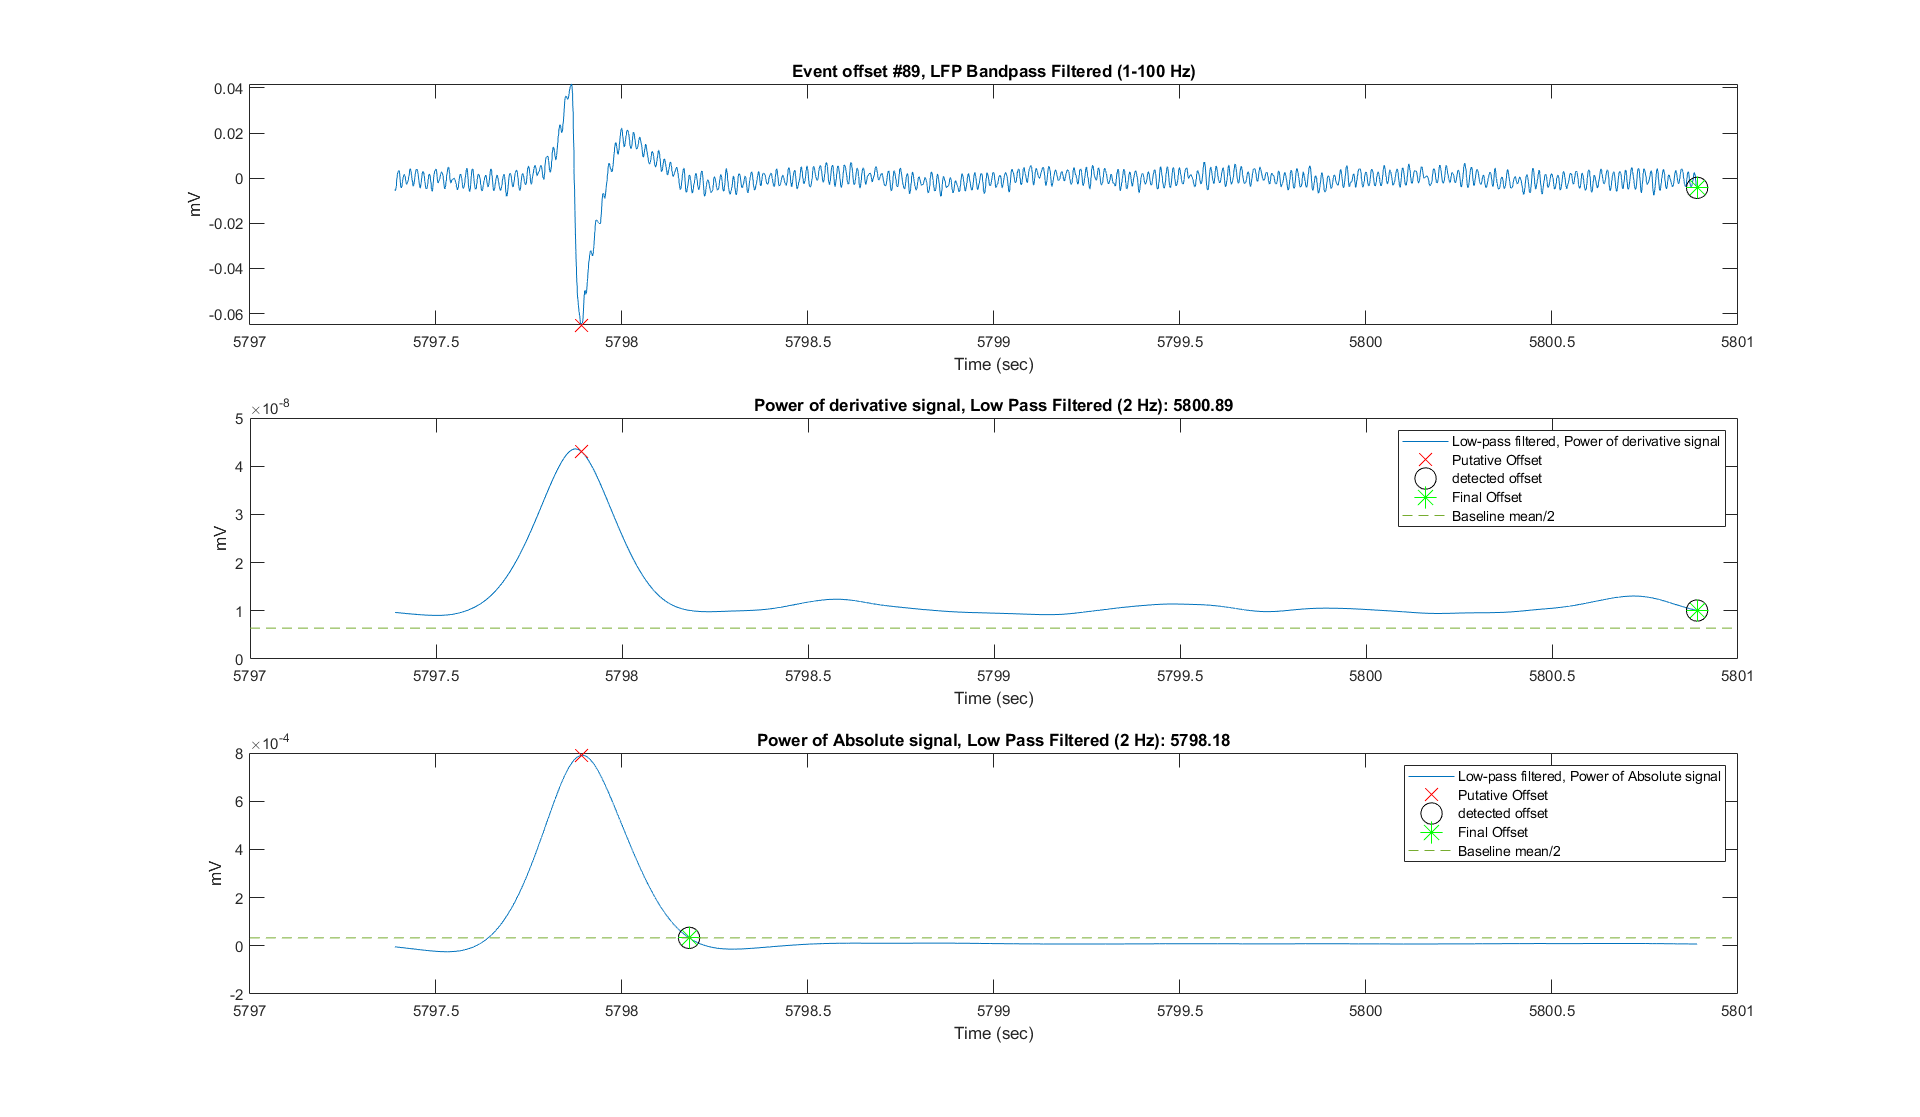 Event offset #89, LFP Bandpass Filtered (1-100 Hz)
0.04
0.02
0
-0.02
-0.04
-0.06
mV
5797 5797.5 5798 5798.5 5799 5799.5 5800 5800.5 5801
Time (sec)
Power of derivative signal, Low Pass Filtered (2 Hz): 5800.89
×10-8
5
4
3
2
1
0
mV
Low-pass filtered, Power of derivative signal
Putative Offset
detected offset
Final Offset
Baseline mean/2
5797 5797.5 5798 5798.5 5799 5799.5 5800 5800.5 5801
Time (sec)
Power of Absolute signal, Low Pass Filtered (2 Hz): 5798.18
×10-4
8
6
4
2
0
-2
mV
Low-pass filtered, Power of Absolute signal
Putative Offset
detected offset
Final Offset
Baseline mean/2
5797 5797.5 5798 5798.5 5799 5799.5 5800 5800.5 5801
Time (sec)